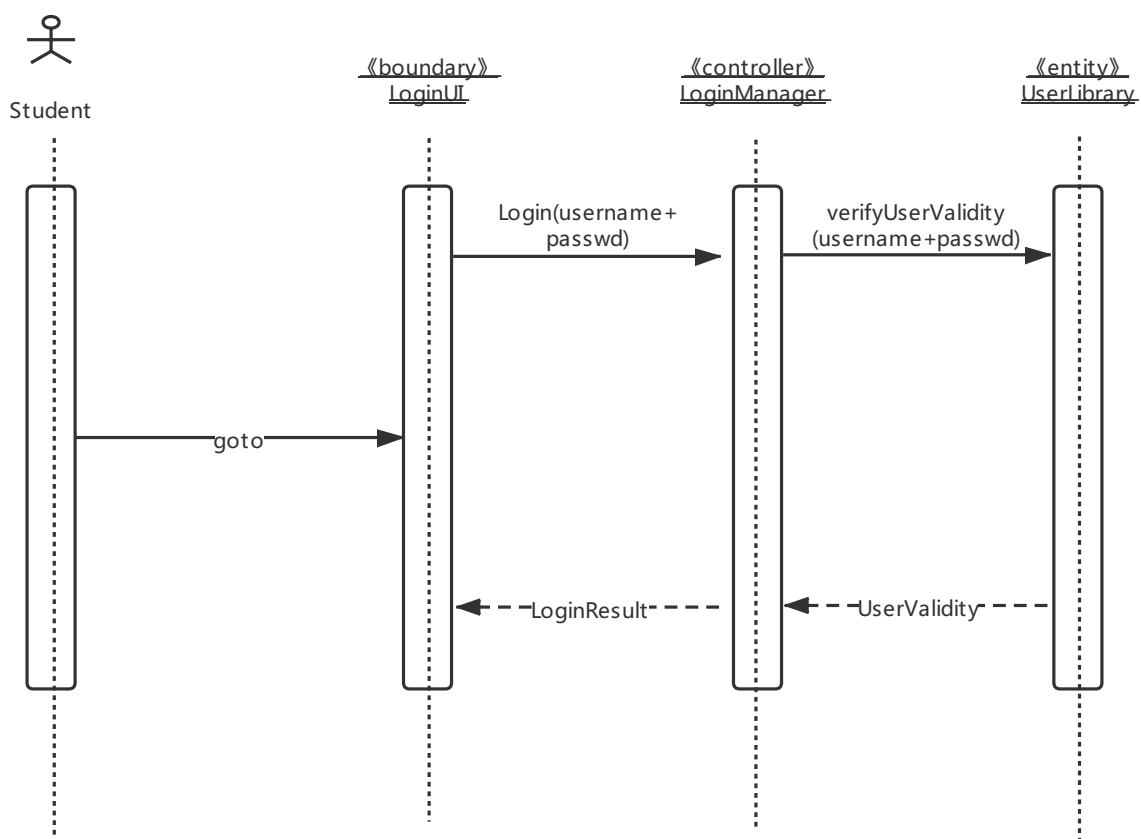 Student
《boundary》
LoginUI
《controller》
LoginManager
《entity》
UserLibrary
Login(username+
passwd)
verifyUserValidity
(username+passwd)
goto
LoginResult
UserValidity